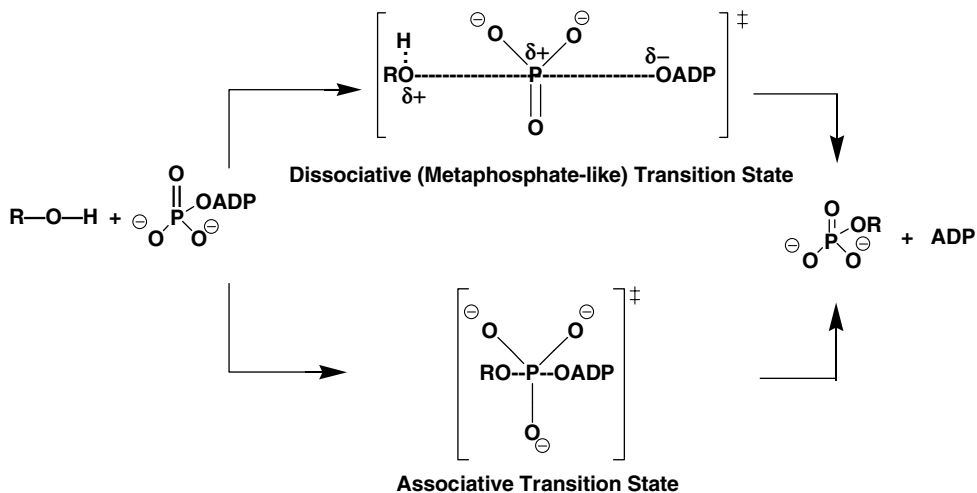 ⊖ O O ⊖ ‡
H δ+ δ−
RO P OADP
δ+
O
Dissociative (Metaphosphate-like) Transition State
O O
R—O—H + ⊖ P OADP ⊖ P OR + ADP
O O ⊖ O O ⊖
⊖ ⊖ ‡
O O
RO--P--OADP
O ⊖
Associative Transition State